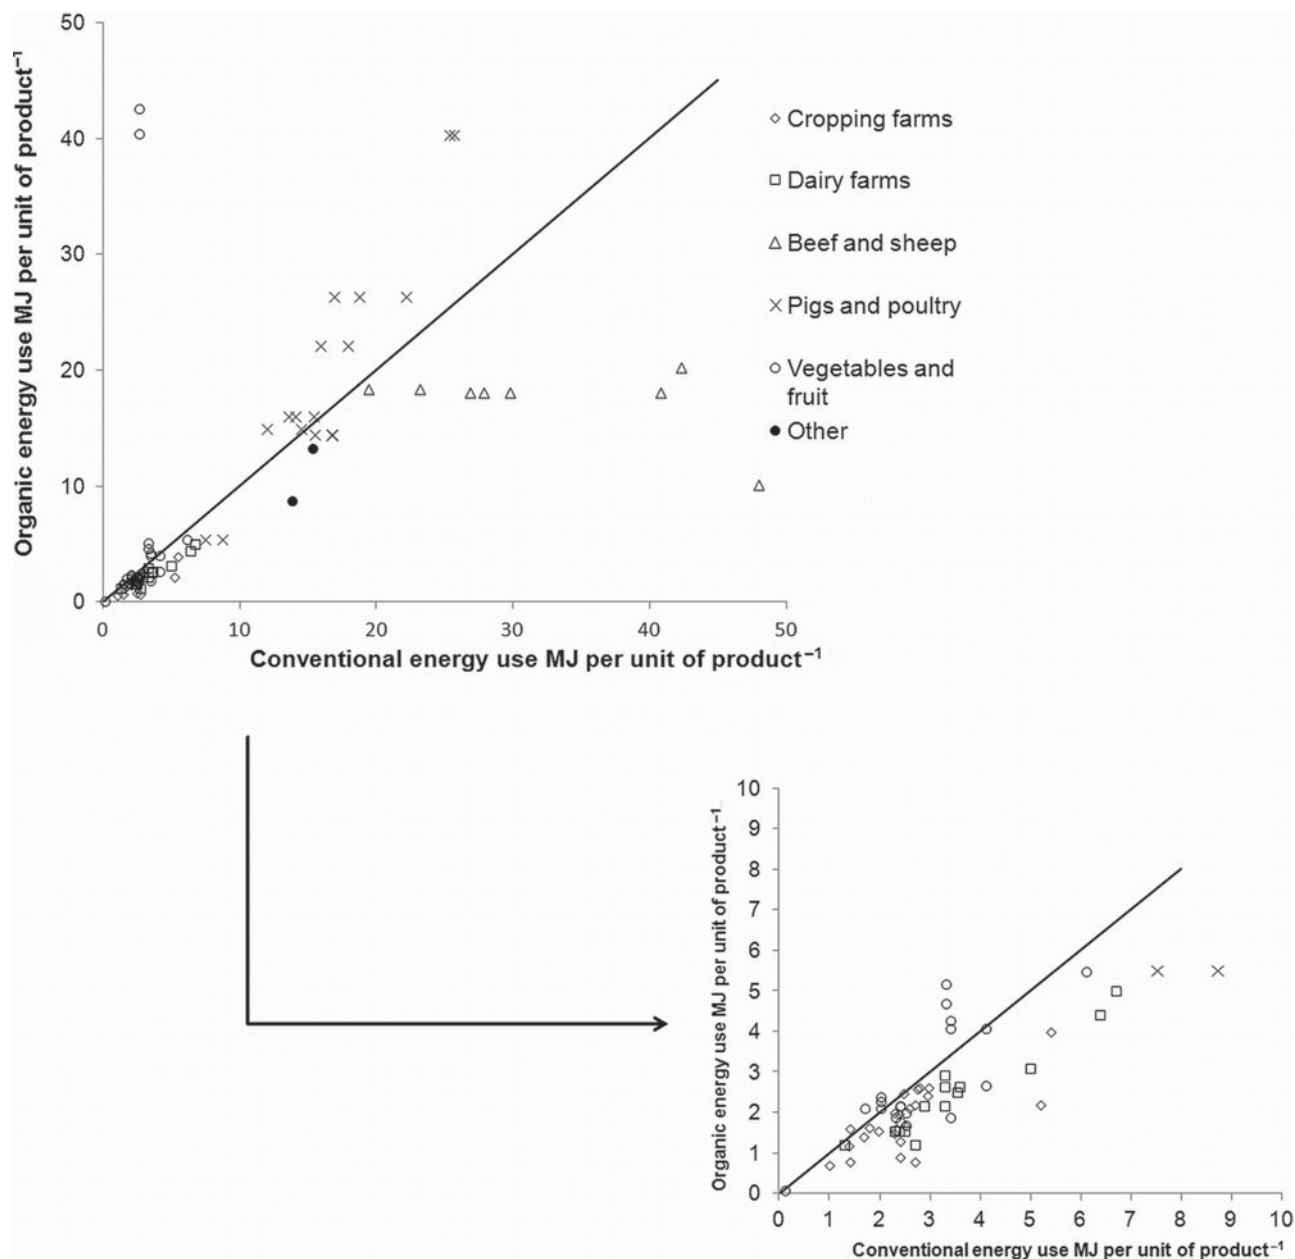 50
40
30
20
10
0
Organic energy use MJ per unit of product⁻¹
0 10 20 30 40 50
Conventional energy use MJ per unit of product⁻¹
Cropping farms
Dairy farms
Beef and sheep
Pigs and poultry
Vegetables and
fruit
Other
10
9
8
7
6
5
4
3
2
1
0
Organic energy use MJ per unit of product⁻¹
0 1 2 3 4 5 6 7 8 9 10
Conventional energy use MJ per unit of product⁻¹